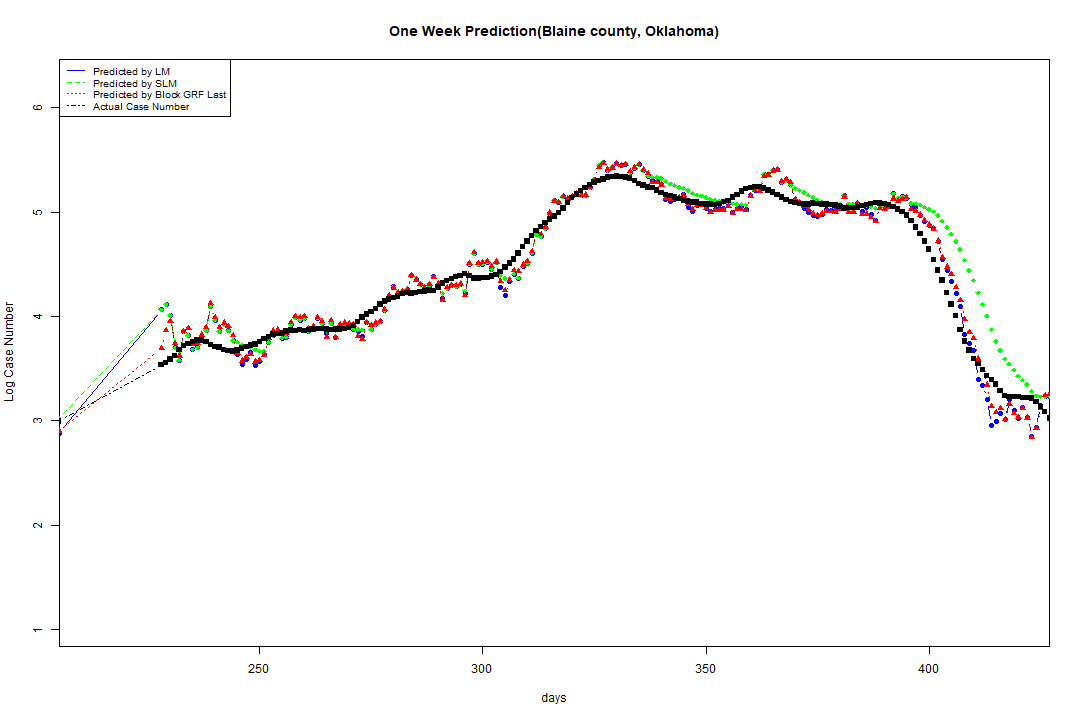 One Week Prediction(Blaine county, Oklahoma)
Predicted by LM
Predicted by SLM
Predicted by Block GRF Last
Actual Case Number
6
5
4
3
2
1
Log Case Number
250 300 350 400
days